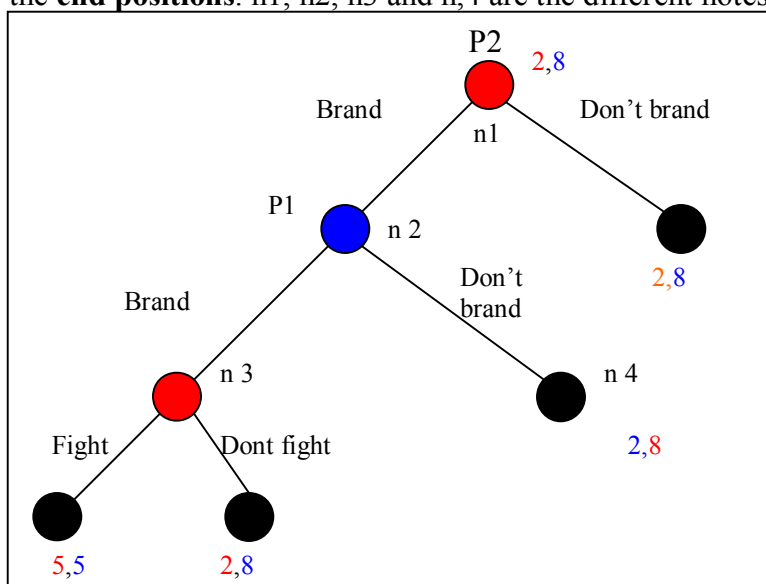 the end positions. n1, n2, n3 and n,4 are the different notes
P2
2,8
Brand
Don't brand
n1
P1
n 2
2,8
Don't
brand
Brand
n 3
n 4
Fight
Dont fight
2,8
5,5
2,8